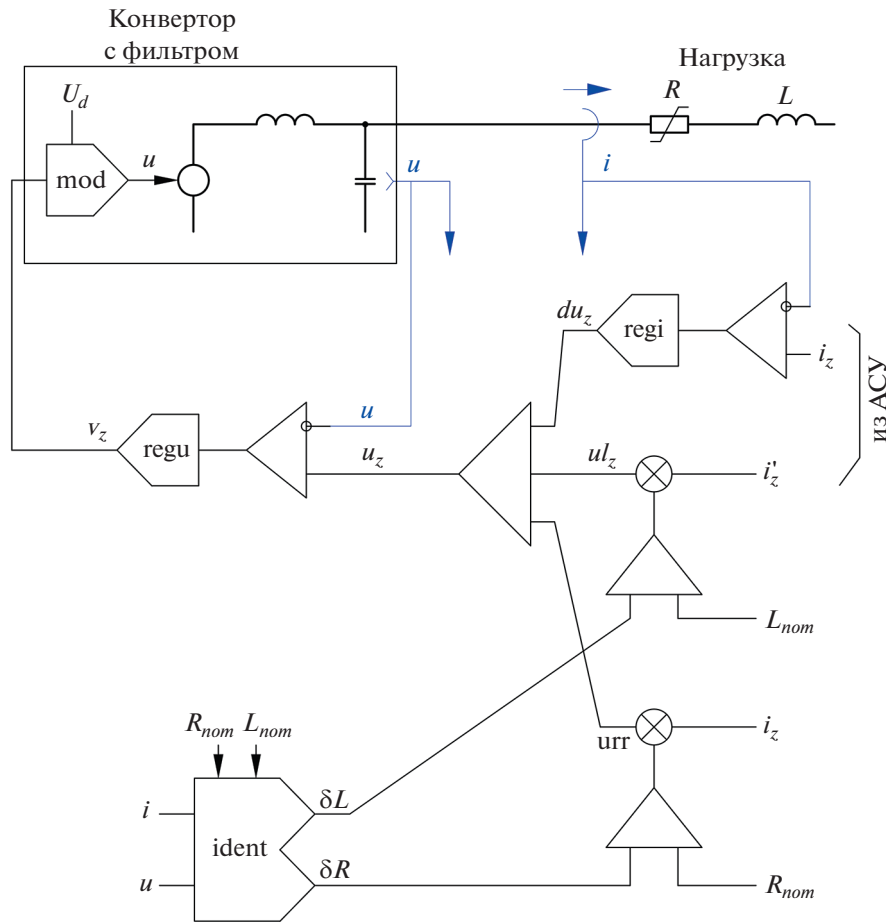 Конвертор
с фильтром
Нагрузка
U_d
R
L
mod
u
u
i
du_z
regi
i_z
из АСУ
v_z
regu
u
u_z
ul_z
i'_z
L_nom
R_nom
L_nom
urr
i_z
i
δL
ident
u
δR
R_nom